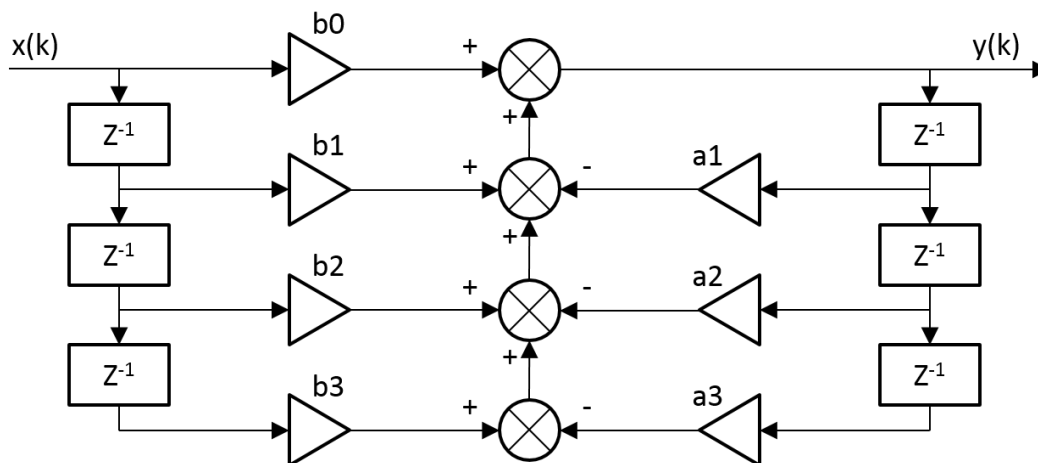 b0
x(k) + y(k)
Z⁻¹ + Z⁻¹
b1 a1
+ -
Z⁻¹ + Z⁻¹
b2 a2
+ -
Z⁻¹ + Z⁻¹
b3 a3
+ -